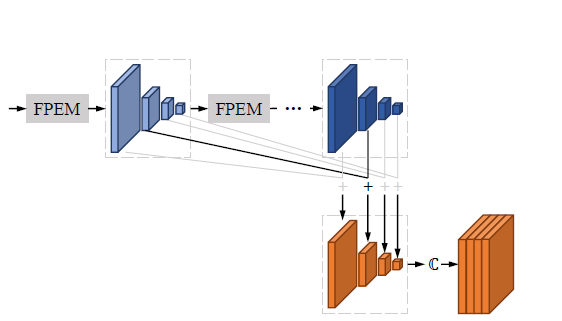 FPEM
FPEM
...
+ + + +
ℂ